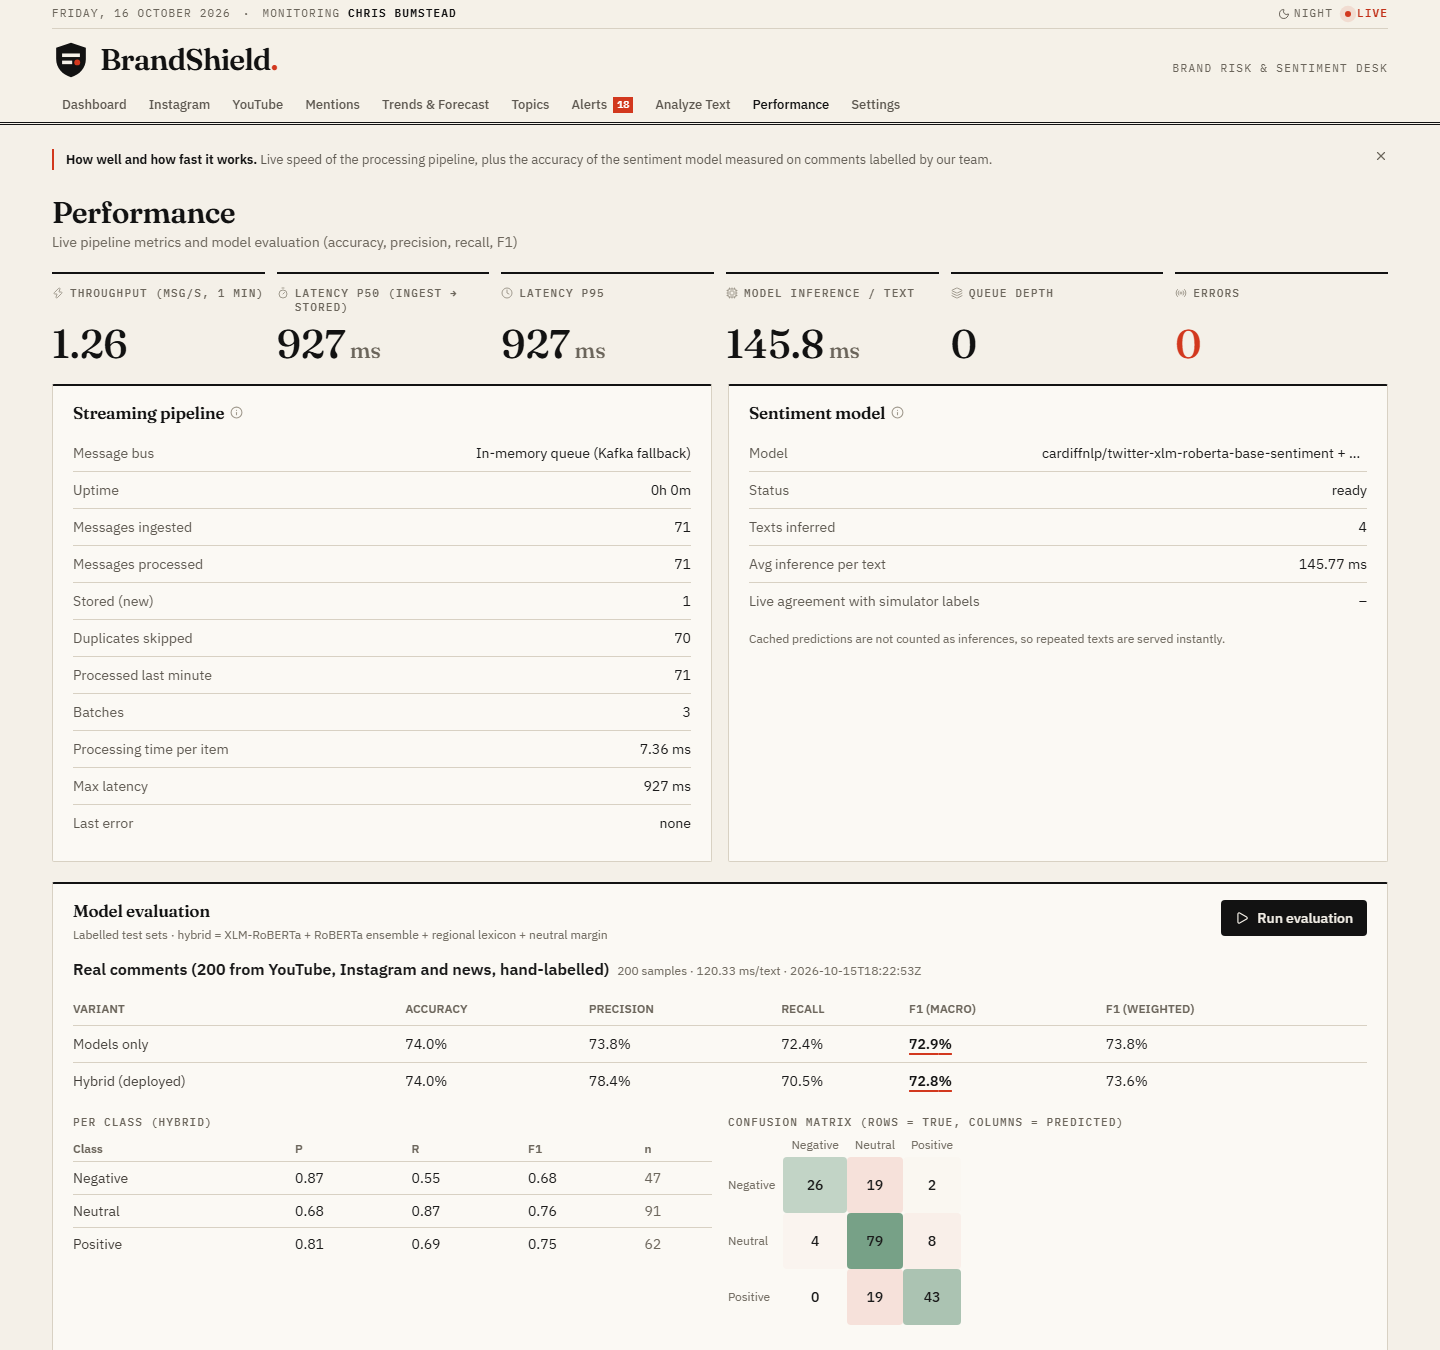 FRIDAY, 16 OCTOBER 2026 · MONITORING CHRIS BUMSTEAD
NIGHT LIVE
BrandShield.
BRAND RISK & SENTIMENT DESK
Dashboard Instagram YouTube Mentions Trends & Forecast Topics Alerts 18 Analyze Text Performance Settings
How well and how fast it works. Live speed of the processing pipeline, plus the accuracy of the sentiment model measured on comments labelled by our team.
Performance
Live pipeline metrics and model evaluation (accuracy, precision, recall, F1)
THROUGHPUT (MSG/S, 1 MIN)
1.26
LATENCY P50 (INGEST →
STORED)
927 ms
LATENCY P95
927 ms
MODEL INFERENCE / TEXT
145.8 ms
QUEUE DEPTH
0
ERRORS
0
Streaming pipeline
Message bus In-memory queue (Kafka fallback)
Uptime 0h 0m
Messages ingested 71
Messages processed 71
Stored (new) 1
Duplicates skipped 70
Processed last minute 71
Batches 3
Processing time per item 7.36 ms
Max latency 927 ms
Last error none
Sentiment model
Model cardiffnlp/twitter-xlm-roberta-base-sentiment + ...
Status ready
Texts inferred 4
Avg inference per text 145.77 ms
Live agreement with simulator labels –
Cached predictions are not counted as inferences, so repeated texts are served instantly.
Model evaluation
Run evaluation
Labelled test sets · hybrid = XLM-RoBERTa + RoBERTa ensemble + regional lexicon + neutral margin
Real comments (200 from YouTube, Instagram and news, hand-labelled) 200 samples · 120.33 ms/text · 2026-10-15T18:22:53Z
VARIANT ACCURACY PRECISION RECALL F1 (MACRO) F1 (WEIGHTED)
Models only 74.0% 73.8% 72.4% 72.9% 73.8%
Hybrid (deployed) 74.0% 78.4% 70.5% 72.8% 73.6%
PER CLASS (HYBRID)
Class P R F1 n
Negative 0.87 0.55 0.68 47
Neutral 0.68 0.87 0.76 91
Positive 0.81 0.69 0.75 62
CONFUSION MATRIX (ROWS = TRUE, COLUMNS = PREDICTED)
Negative Neutral Positive
Negative 26 19 2
Neutral 4 79 8
Positive 0 19 43